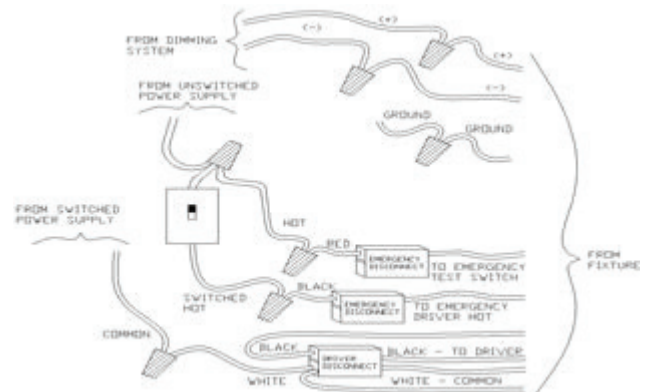 FROM DIMMING
SYSTEM
(-)
(+)
(+)
(-)
FROM UNSWITCHED
POWER SUPPLY
GROUND
GROUND
FROM SWITCHED
POWER SUPPLY
HOT
RED
EMERGENCY
DISCONNECT
TO EMERGENCY
TEST SWITCH
FROM
FIXTURE
SWITCHED
HOT
BLACK
EMERGENCY
DISCONNECT
TO EMERGENCY
DRIVER HOT
COMMON
BLACK
DRIVER
DISCONNECT
BLACK - TO DRIVER
WHITE
WHITE - COMMON